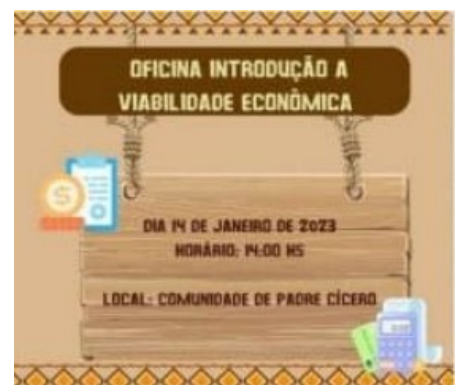 OFICINA INTRODUÇÃO A
VIABILIDADE ECONÔMICA
DIA 14 DE JANEIRO DE 2023
HORÁRIO: 14:00 HS
LOCAL: COMUNIDADE DE PADRE CÍCERO